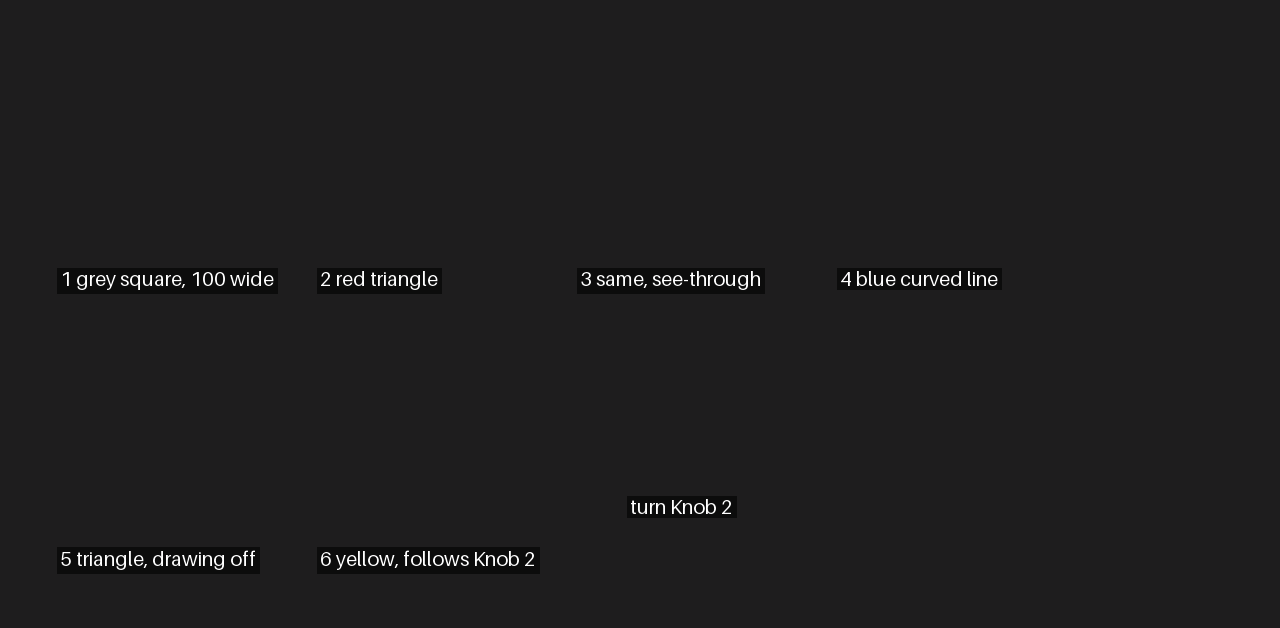 1 grey square, 100 wide
2 red triangle
3 same, see-through
4 blue curved line
turn Knob 2
5 triangle, drawing off
6 yellow, follows Knob 2